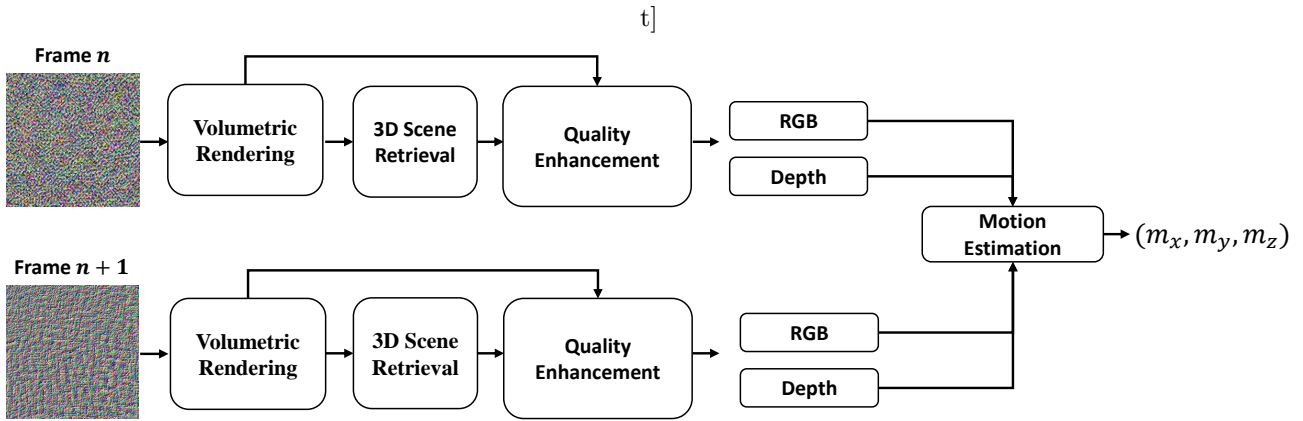 t]
Frame n
Volumetric
Rendering
3D Scene
Retrieval
Quality
Enhancement
RGB
Depth
Motion
Estimation
(m_x, m_y, m_z)
Frame n + 1
Volumetric
Rendering
3D Scene
Retrieval
Quality
Enhancement
RGB
Depth